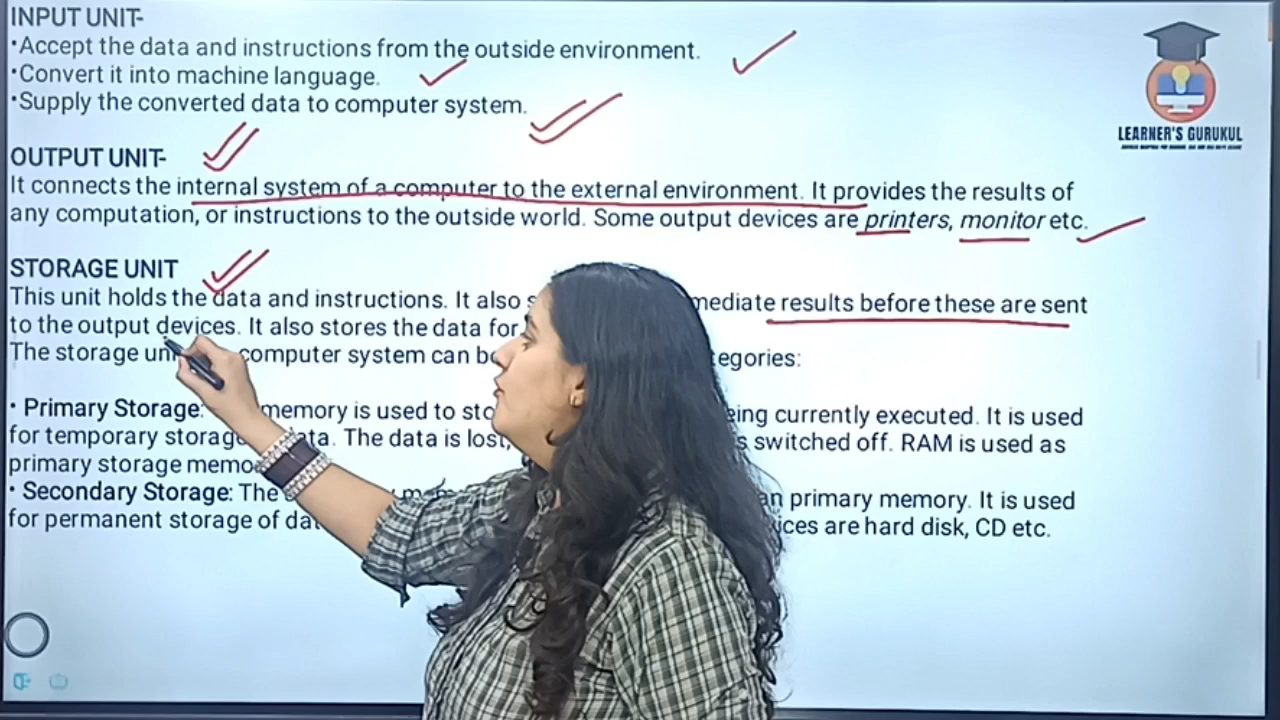 INPUT UNIT-
•Accept the data and instructions from the outside environment.
•Convert it into machine language.
•Supply the converted data to computer system.
LEARNER'S GURUKUL
OUTPUT UNIT-
It connects the internal system of a computer to the external environment. It provides the results of
any computation, or instructions to the outside world. Some output devices are printers, monitor etc.
STORAGE UNIT
This unit holds the data and instructions. It also results before these are sent
to the output devices. It also stores the data for
The storage computer system can be
• Primary Storage: memory is used to currently executed. It is used
for temporary storage The data is lost, switched off. RAM is used as
primary storage
• Secondary Storage: The primary memory. It is used
for permanent storage of are hard disk, CD etc.